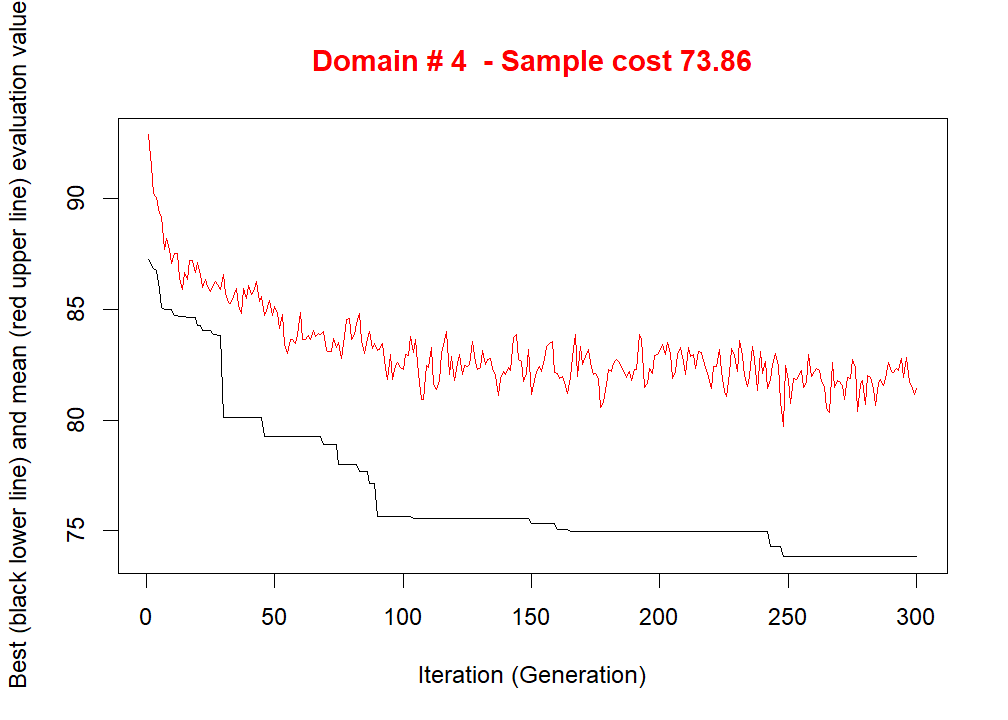 Domain # 4  - Sample cost 73.86
Best (black lower line) and mean (red upper line) evaluation value
90
85
80
75
0 50 100 150 200 250 300
Iteration (Generation)